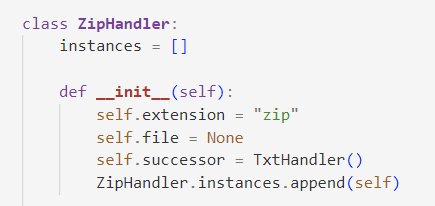 class ZipHandler:
    instances = []

    def __init__(self):
        self.extension = "zip"
        self.file = None
        self.successor = TxtHandler()
        ZipHandler.instances.append(self)